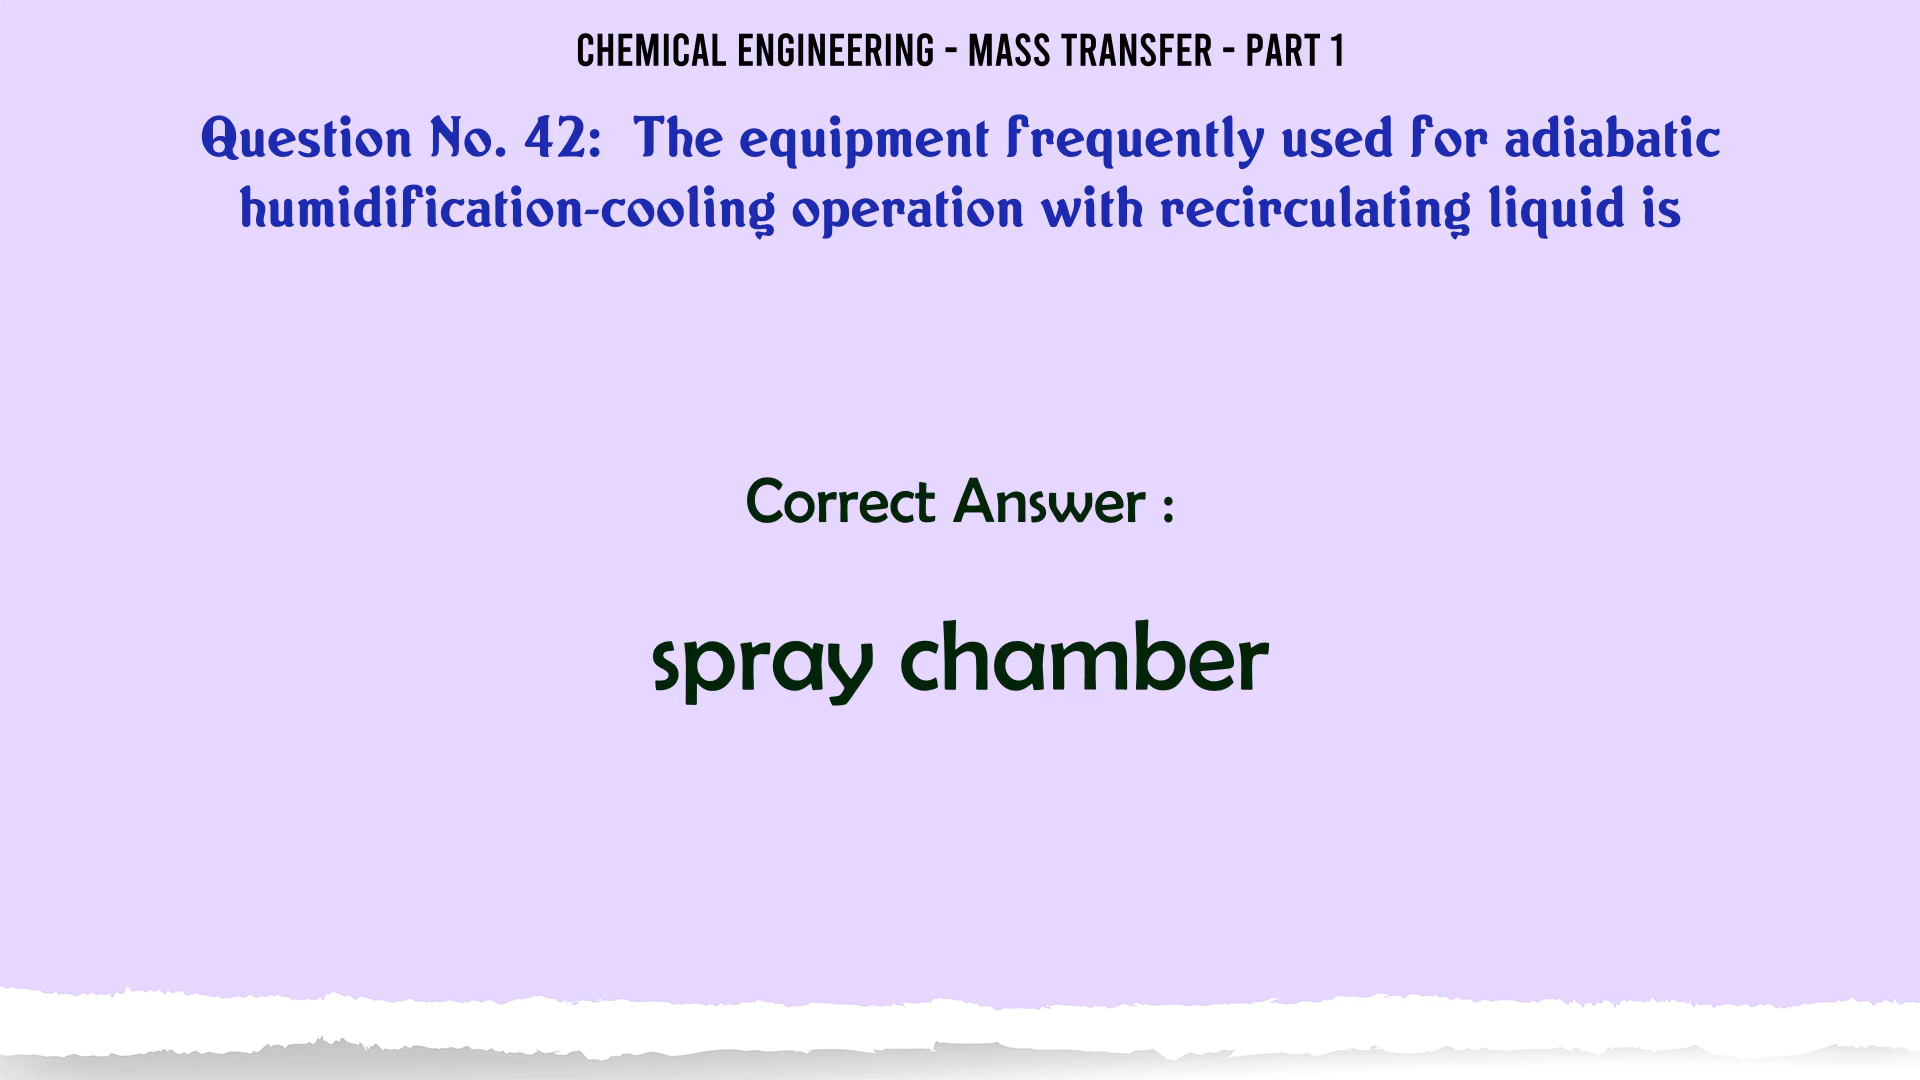 CHEMICAL ENGINEERING - MASS TRANSFER - PART 1
Question No. 42: The equipment frequently used for adiabatic
humidification-cooling operation with recirculating liquid is
Correct Answer :
spray chamber